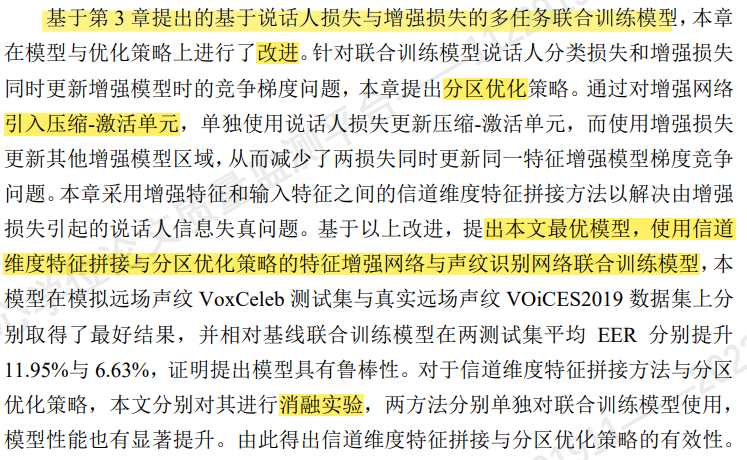 基于第 3 章提出的基于说话人损失与增强损失的多任务联合训练模型，本章
在模型与优化策略上进行了改进。针对联合训练模型说话人分类损失和增强损失
同时更新增强模型时的竞争梯度问题，本章提出分区优化策略。通过对增强网络
引入压缩-激活单元，单独使用说话人损失更新压缩-激活单元，而使用增强损失
更新其他增强模型区域，从而减少了两损失同时更新同一特征增强模型梯度竞争
问题。本章采用增强特征和输入特征之间的信道维度特征拼接方法以解决由增强
损失引起的说话人信息失真问题。基于以上改进，提出本文最优模型，使用信道
维度特征拼接与分区优化策略的特征增强网络与声纹识别网络联合训练模型，本
模型在模拟远场声纹 VoxCeleb 测试集与真实远场声纹 VOiCES2019 数据集上分
别取得了最好结果，并相对基线联合训练模型在两测试集平均 EER 分别提升
11.95%与 6.63%，证明提出模型具有鲁棒性。对于信道维度特征拼接方法与分区
优化策略，本文分别对其进行消融实验，两方法分别单独对联合训练模型使用，
模型性能也有显著提升。由此得出信道维度特征拼接与分区优化策略的有效性。